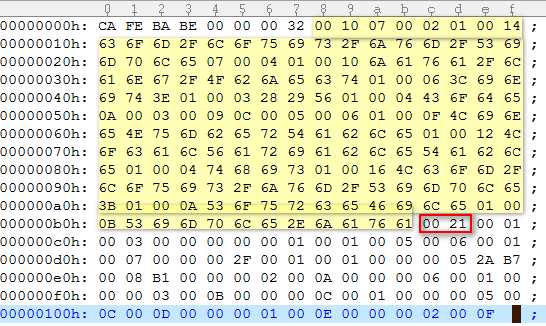 0 1 2 3 4 5 6 7 8 9 a b c d e f
00000000h: CA FE BA BE 00 00 00 32 00 10 07 00 02 01 00 14 ;
00000010h: 63 6F 6D 2F 6C 6F 75 69 73 2F 6A 76 6D 2F 53 69 ;
00000020h: 6D 70 6C 65 07 00 04 01 00 10 6A 61 76 61 2F 6C ;
00000030h: 61 6E 67 2F 4F 62 6A 65 63 74 01 00 06 3C 69 6E ;
00000040h: 69 74 3E 01 00 03 28 29 56 01 00 04 43 6F 64 65 ;
00000050h: 0A 00 03 00 09 0C 00 05 00 06 01 00 0F 4C 69 6E ;
00000060h: 65 4E 75 6D 62 65 72 54 61 62 6C 65 01 00 12 4C ;
00000070h: 6F 63 61 6C 56 61 72 69 61 62 6C 65 54 61 62 6C ;
00000080h: 65 01 00 04 74 68 69 73 01 00 16 4C 63 6F 6D 2F ;
00000090h: 6C 6F 75 69 73 2F 6A 76 6D 2F 53 69 6D 70 6C 65 ;
000000a0h: 3B 01 00 0A 53 6F 75 72 63 65 46 69 6C 65 01 00 ;
000000b0h: 0B 53 69 6D 70 6C 65 2E 6A 61 76 61 00 21 00 01 ;
000000c0h: 00 03 00 00 00 00 00 01 00 01 00 05 00 06 00 01 ;
000000d0h: 00 07 00 00 00 2F 00 01 00 01 00 00 00 05 2A B7 ;
000000e0h: 00 08 B1 00 00 00 02 00 0A 00 00 00 06 00 01 00 ;
000000f0h: 00 00 03 00 0B 00 00 00 0C 00 01 00 00 00 05 00 ;
00000100h: 0C 00 0D 00 00 00 01 00 0E 00 00 00 02 00 0F ;